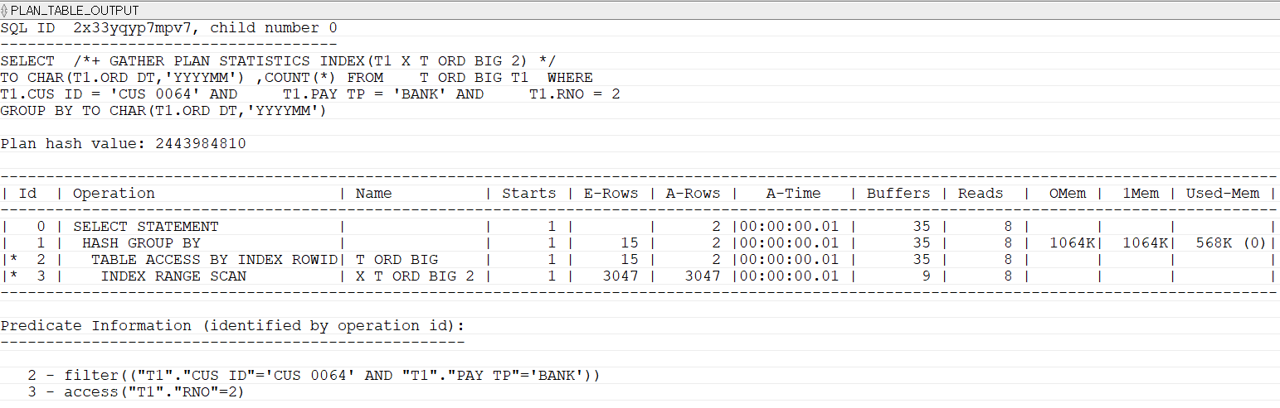 PLAN_TABLE_OUTPUT
SQL ID  2x33yqyp7mpv7, child number 0
-------------------------------------
SELECT  /*+ GATHER PLAN STATISTICS INDEX(T1 X T ORD BIG 2) */
TO CHAR(T1.ORD DT,'YYYYMM') ,COUNT(*) FROM    T ORD BIG T1  WHERE
T1.CUS ID = 'CUS 0064' AND     T1.PAY TP = 'BANK' AND     T1.RNO = 2
GROUP BY TO CHAR(T1.ORD DT,'YYYYMM')
Plan hash value: 2443984810
---------------------------------------------------------------------------------------------------------------------------------------------
| Id  | Operation                    | Name          | Starts | E-Rows | A-Rows |   A-Time   | Buffers | Reads  |  OMem |  1Mem | Used-Mem |
---------------------------------------------------------------------------------------------------------------------------------------------
|   0 | SELECT STATEMENT             |               |      1 |        |      2 |00:00:00.01 |      35 |      8 |       |       |          |
|   1 |  HASH GROUP BY               |               |      1 |     15 |      2 |00:00:00.01 |      35 |      8 |  1064K|  1064K|  568K (0)|
|*  2 |   TABLE ACCESS BY INDEX ROWID| T ORD BIG     |      1 |     15 |      2 |00:00:00.01 |      35 |      8 |       |       |          |
|*  3 |    INDEX RANGE SCAN          | X T ORD BIG 2 |      1 |   3047 |   3047 |00:00:00.01 |       9 |      8 |       |       |          |
---------------------------------------------------------------------------------------------------------------------------------------------
Predicate Information (identified by operation id):
---------------------------------------------------
2 - filter(("T1"."CUS ID"='CUS 0064' AND "T1"."PAY TP"='BANK'))
3 - access("T1"."RNO"=2)